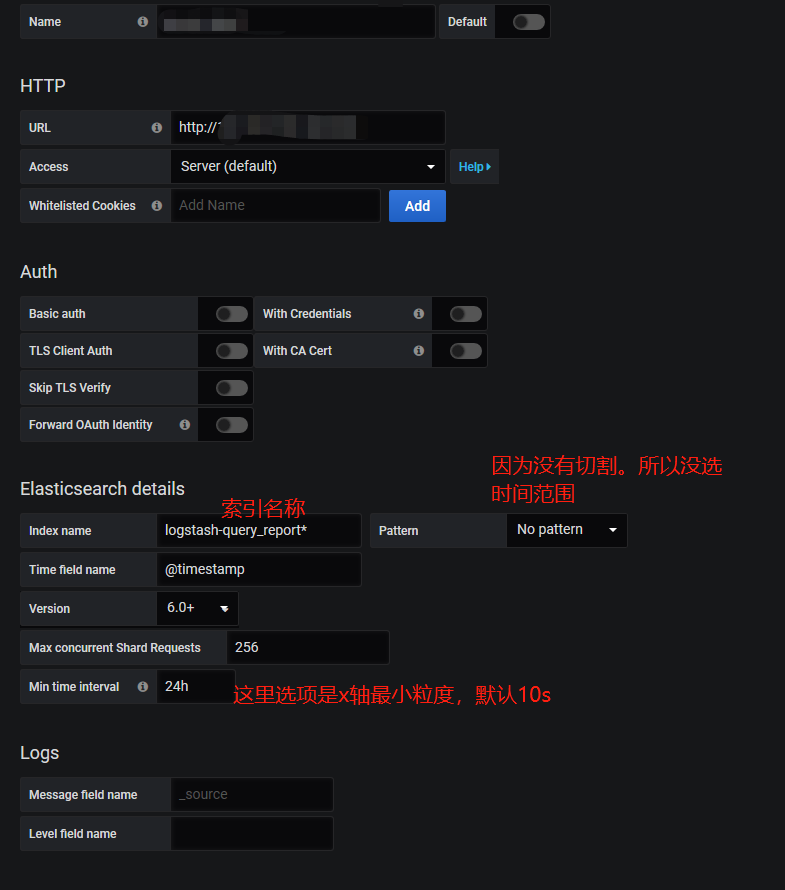 Name
Default
HTTP
URL http://
Access Server (default) Help
Whitelisted Cookies Add Name Add
Auth
Basic auth With Credentials
TLS Client Auth With CA Cert
Skip TLS Verify
Forward OAuth Identity
因为没有切割。所以没选
时间范围
Elasticsearch details
索引名称
Index name logstash-query_report* Pattern No pattern
Time field name @timestamp
Version 6.0+
Max concurrent Shard Requests 256
Min time interval 24h 这里选项是x轴最小粒度，默认10s
Logs
Message field name _source
Level field name